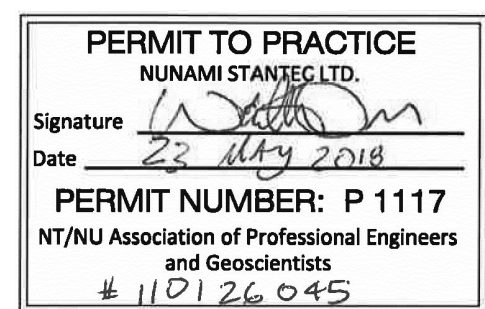 PERMIT TO PRACTICE
NUNAMI STANTEC LTD.
Signature
Date 23 MAY 2018
PERMIT NUMBER: P 1117
NT/NU Association of Professional Engineers
and Geoscientists
# 110126045